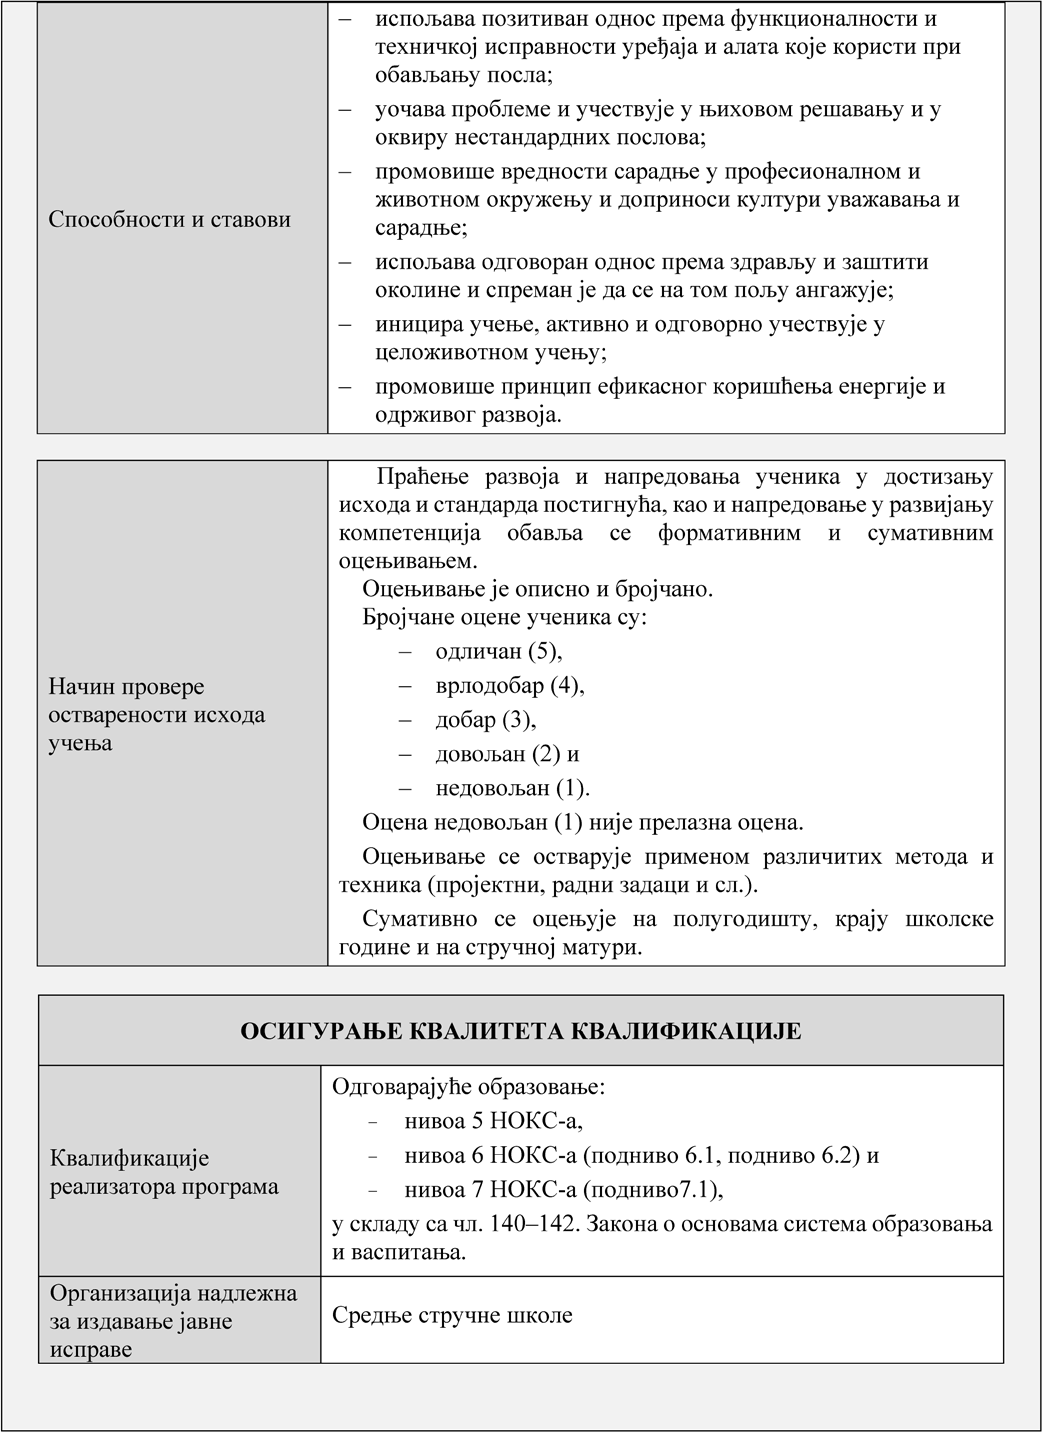 Способности и ставови
– испољава позитиван однос према функционалности и
техничкој исправности уређаја и алата које користи при
обављању посла;
– уочава проблеме и учествује у њиховом решавању и у
оквиру нестандардних послова;
– промовише вредности сарадње у професионалном и
животном окружењу и доприноси култури уважавања и
сарадње;
– испољава одговоран однос према здрављу и заштити
околине и спреман је да се на том пољу ангажује;
– иницира учење, активно и одговорно учествује у
целоживотном учењу;
– промовише принцип ефикасног коришћења енергије и
одрживог развоја.
Начин провере
остварености исхода
учења
Праћење развоја и напредовања ученика у достизању
исхода и стандарда постигнућа, као и напредовање у развијању
компетенција обавља се формативним и сумативним
оцењивањем.
Оцењивање је описно и бројчано.
Бројчане оцене ученика су:
– одличан (5),
– врлодобар (4),
– добар (3),
– довољан (2) и
– недовољан (1).
Оцена недовољан (1) није прелазна оцена.
Оцењивање се остварује применом различитих метода и
техника (пројектни, радни задаци и сл.).
Сумативно се оцењује на полугодишту, крају школске
године и на стручној матури.
ОСИГУРАЊЕ КВАЛИТЕТА КВАЛИФИКАЦИЈЕ
Квалификације
реализатора програма
Одговарајуће образовање:
- нивоа 5 НОКС-а,
- нивоа 6 НОКС-а (подниво 6.1, подниво 6.2) и
- нивоа 7 НОКС-а (подниво7.1),
у складу са чл. 140–142. Закона о основама система образовања
и васпитања.
Организација надлежна
за издавање јавне
исправе
Средње стручне школе